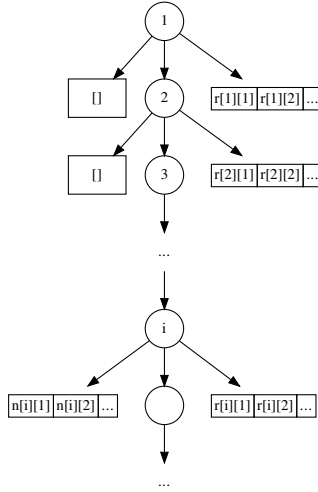 1
[] 2 r[1][1] r[1][2] ...
[] 3 r[2][1] r[2][2] ...
...
i
n[i][1] n[i][2] ... r[i][1] r[i][2] ...
...